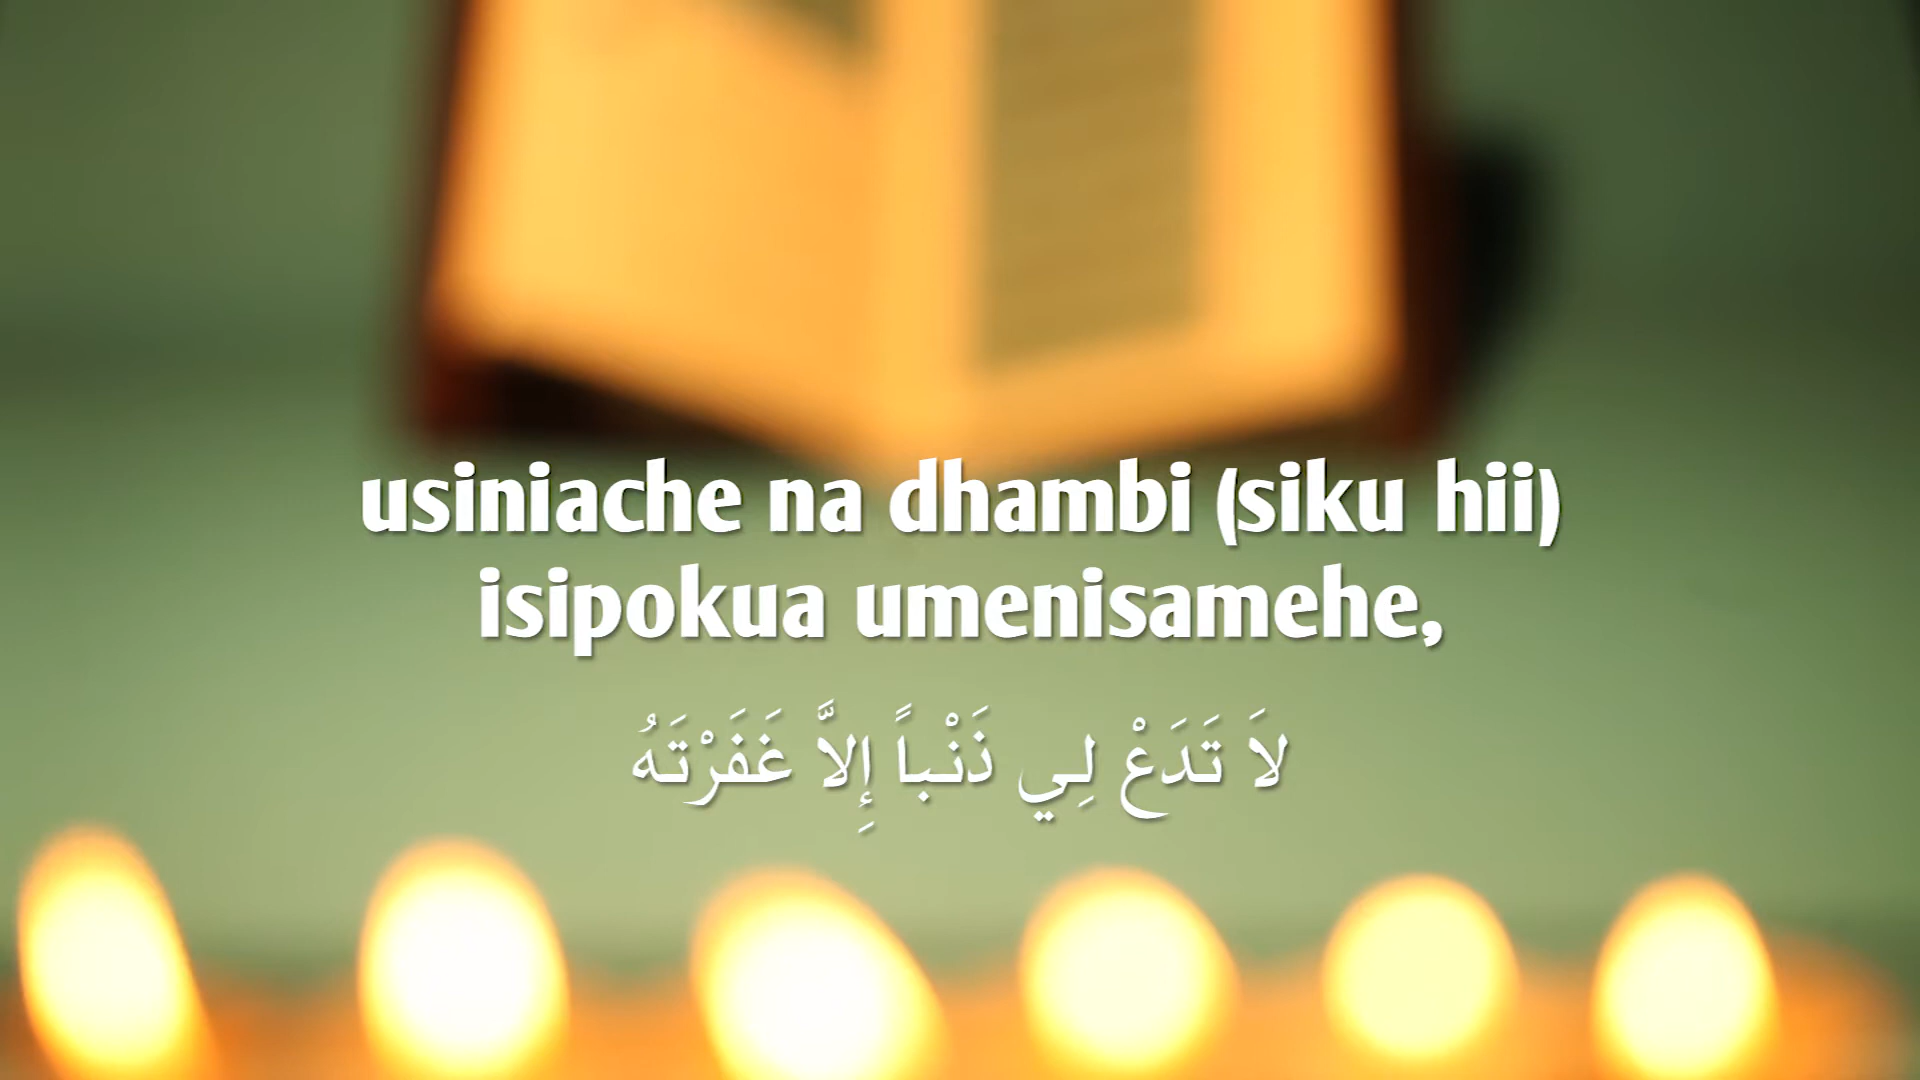 usiniache na dhambi (siku hii)
isipokua umenisamehe,
لاَ تَدَعْ لِي ذَنْباً إِلاَّ غَفَرْتَهُ